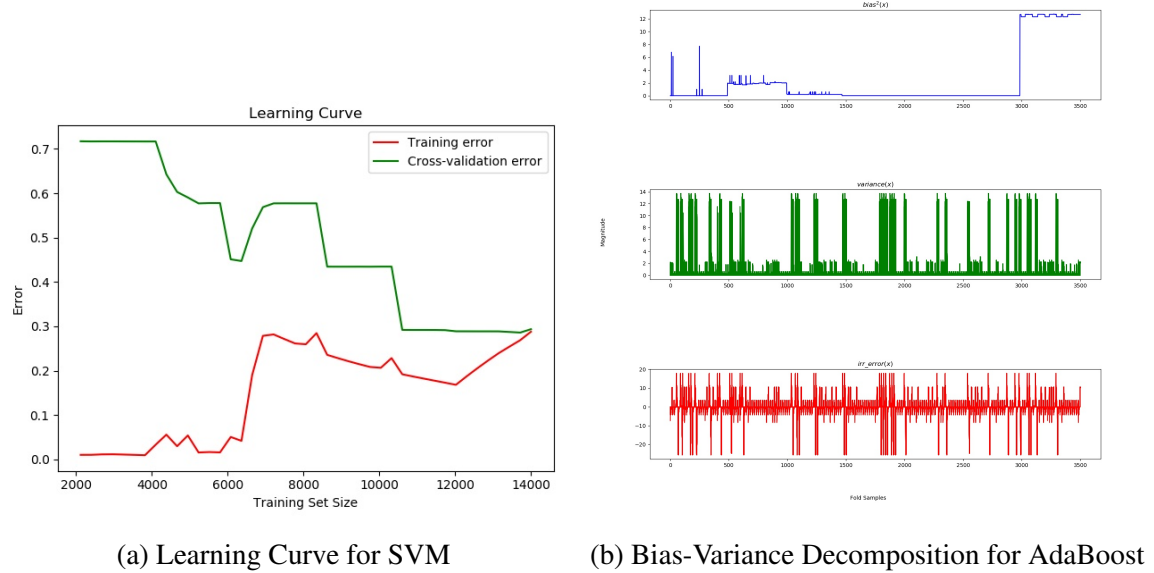 Learning Curve
Training error
Cross-validation error
0.7
0.6
0.5
0.4
0.3
0.2
0.1
0.0
Error
2000 4000 6000 8000 10000 12000 14000
Training Set Size
(a) Learning Curve for SVM
bias²(x)
12
10
8
6
4
2
0
0 500 1000 1500 2000 2500 3000 3500
variance(x)
14
12
10
8
6
4
2
0
Magnitude
0 500 1000 1500 2000 2500 3000 3500
irr_error(x)
20
10
0
−10
−20
0 500 1000 1500 2000 2500 3000 3500
Fold Samples
(b) Bias-Variance Decomposition for AdaBoost